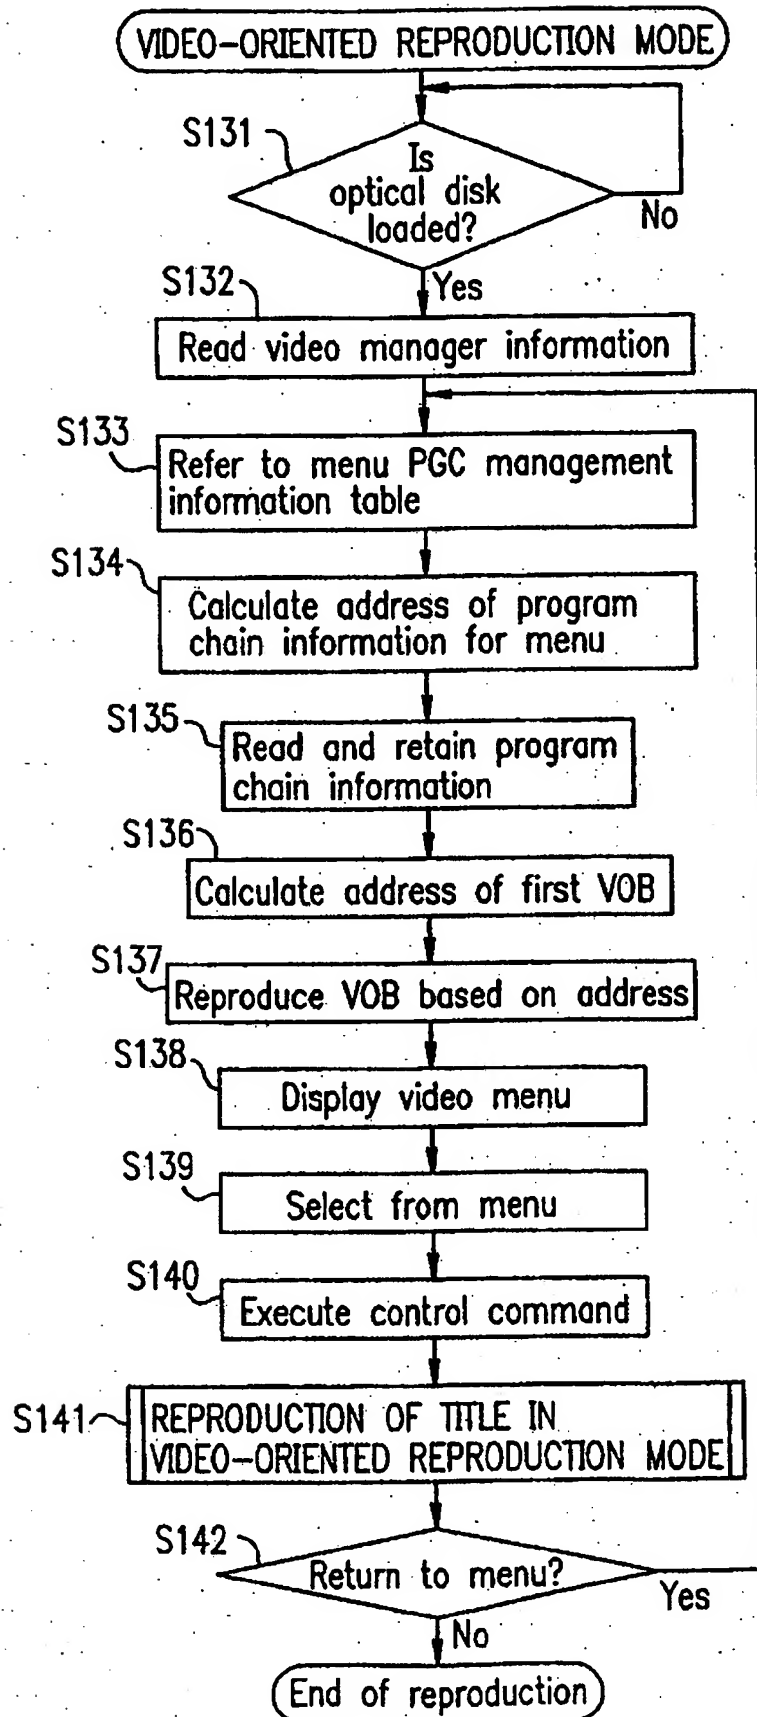 VIDEO-ORIENTED REPRODUCTION MODE
S131
Is
optical disk
loaded?
No
Yes
S132
Read video manager information
S133
Refer to menu PGC management
information table
S134
Calculate address of program
chain information for menu
S135
Read and retain program
chain information
S136
Calculate address of first VOB
S137
Reproduce VOB based on address
S138
Display video menu
S139
Select from menu
S140
Execute control command
S141
REPRODUCTION OF TITLE IN
VIDEO-ORIENTED REPRODUCTION MODE
S142
Return to menu?
Yes
No
End of reproduction